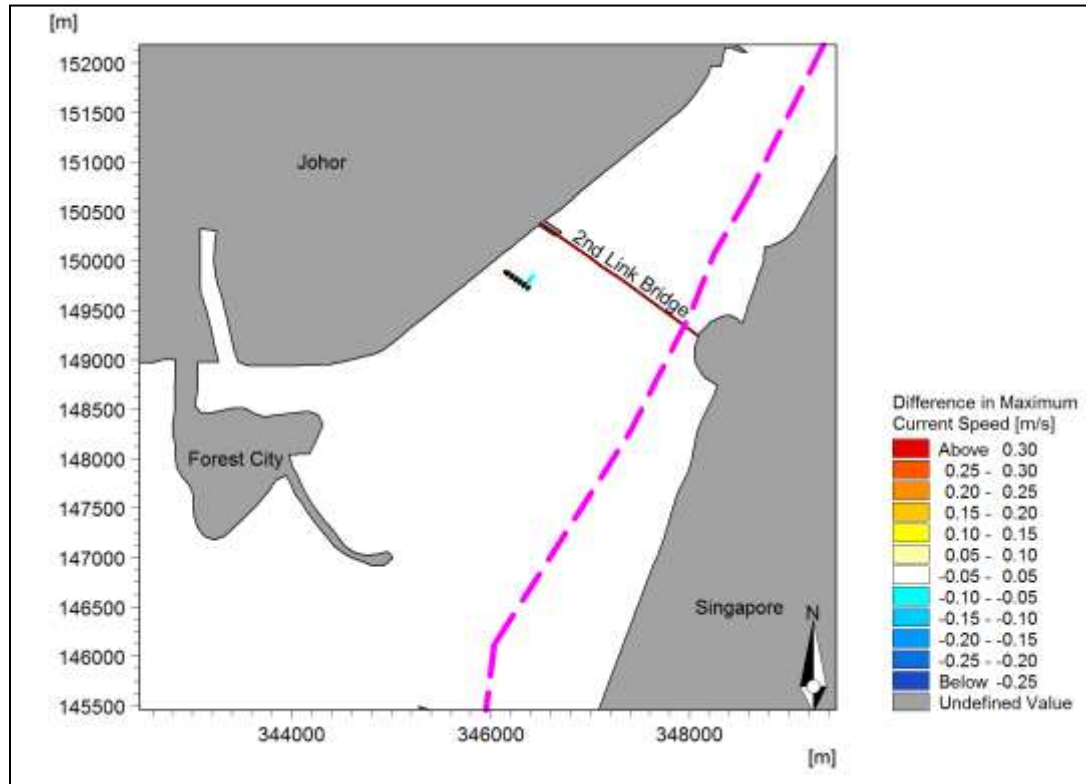 [m]
152000
151500
151000
150500
150000
149500
149000
148500
148000
147500
147000
146500
146000
145500
Johor
2nd Link Bridge
Forest City
Singapore
N
344000 346000 348000
[m]
Difference in Maximum
Current Speed [m/s]
Above 0.30
0.25 - 0.30
0.20 - 0.25
0.15 - 0.20
0.10 - 0.15
0.05 - 0.10
-0.05 - 0.05
-0.10 - -0.05
-0.15 - -0.10
-0.20 - -0.15
-0.25 - -0.20
Below -0.25
Undefined Value